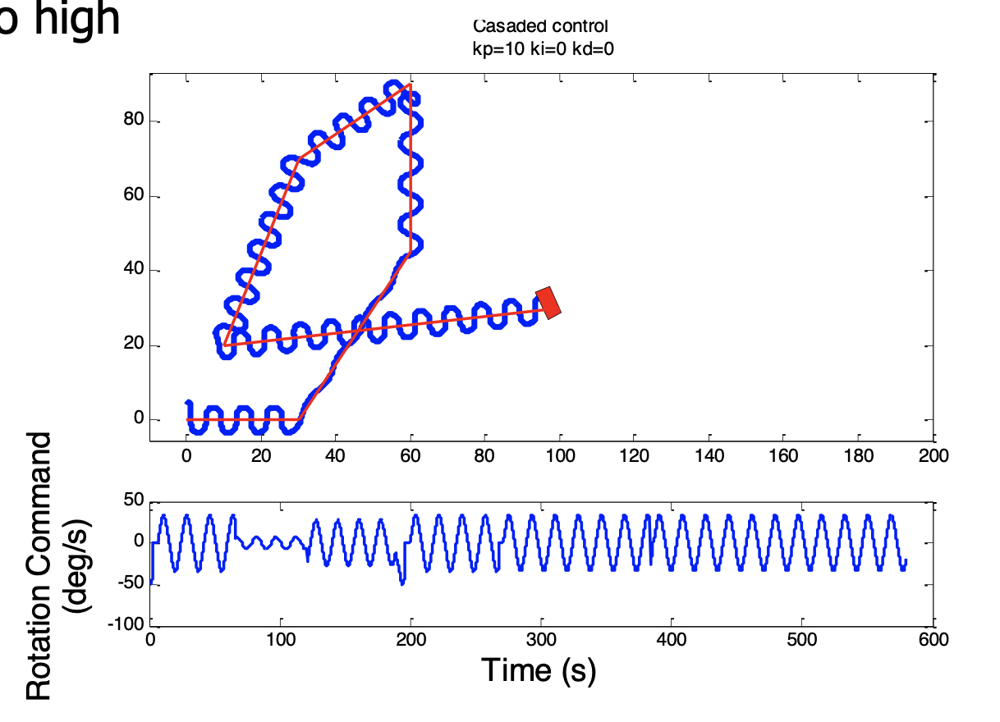 o high
Casaded control
kp=10 ki=0 kd=0
80
60
40
20
0
0 20 40 60 80 100 120 140 160 180 200
Rotation Command
(deg/s)
50
0
-50
-100
0 100 200 300 400 500 600
Time (s)